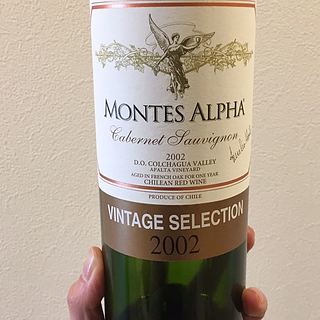 MONTES ALPHA
Cabernet Sauvignon
2002
D.O. COLCHAGUA VALLEY
APALTA VINEYARD
AGED IN FRENCH OAK FOR ONE YEAR
CHILEAN RED WINE
PRODUCE OF CHILE
VINTAGE SELECTION
2002